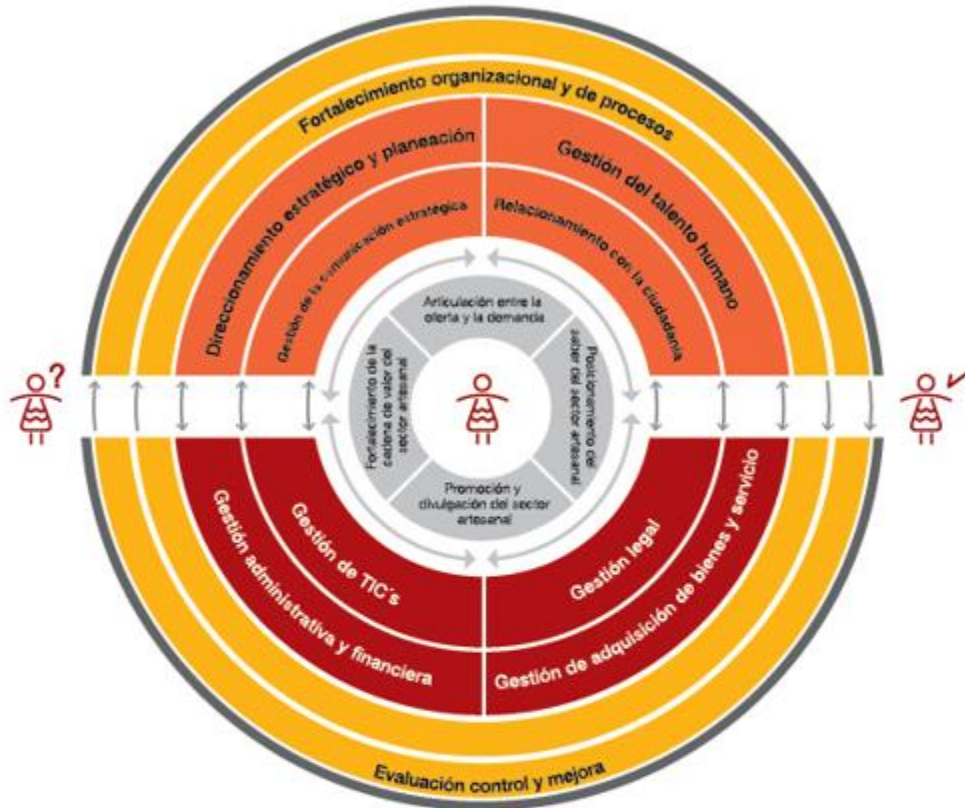 Fortalecimiento organizacional y de procesos
Direccionamiento estratégico y planeación
Gestión del talento humano
Gestión de la comunicación estratégica
Relacionamiento con la ciudadanía
Articulación entre la
oferta y la demanda
Fortalecimiento de la
cadena de valor del
sector artesanal
Posicionamiento del
saber del sector artesanal
Promoción y
divulgación del sector
artesanal
?
Gestión de TIC´s
Gestión legal
Gestión administrativa y financiera
Gestión de adquisición de bienes y servicio
Evaluación control y mejora